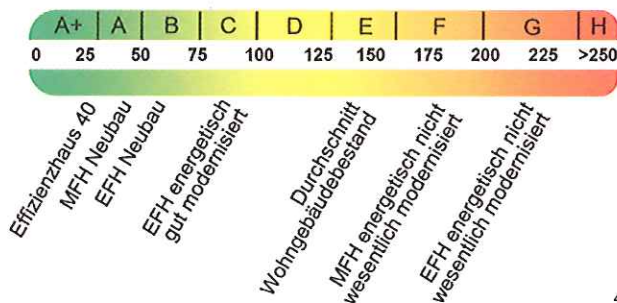 A+ A B C D E F G H
0 25 50 75 100 125 150 175 200 225 >250
Effizienzhaus 40
MFH Neubau
EFH Neubau
EFH energetisch
gut modernisiert
Durchschnitt
Wohngebäudebestand
MFH energetisch nicht
wesentlich modernisiert
EFH energetisch nicht
wesentlich modernisiert